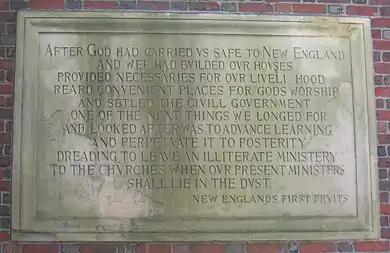 AFTER GOD HAD CARRIED VS SAFE TO NEW ENGLAND
AND WEE HAD BVILDED OVR HOVSES
PROVIDED NECESSARIES FOR OVR LIVELI HOOD
REARD CONVENIENT PLACES FOR GODS WORSHIP
AND SETLED THE CIVILL GOVERNMENT
ONE OF THE NEXT THINGS WE LONGED FOR
AND LOOKED AFTER WAS TO ADVANCE LEARNING
AND PERPETVATE IT TO POSTERITY
DREADING TO LEAVE AN ILLITERATE MINISTERY
TO THE CHVRCHES WHEN OVR PRESENT MINISTERS
SHALL LIE IN THE DVST
NEW ENGLANDS FIRST FRVITS